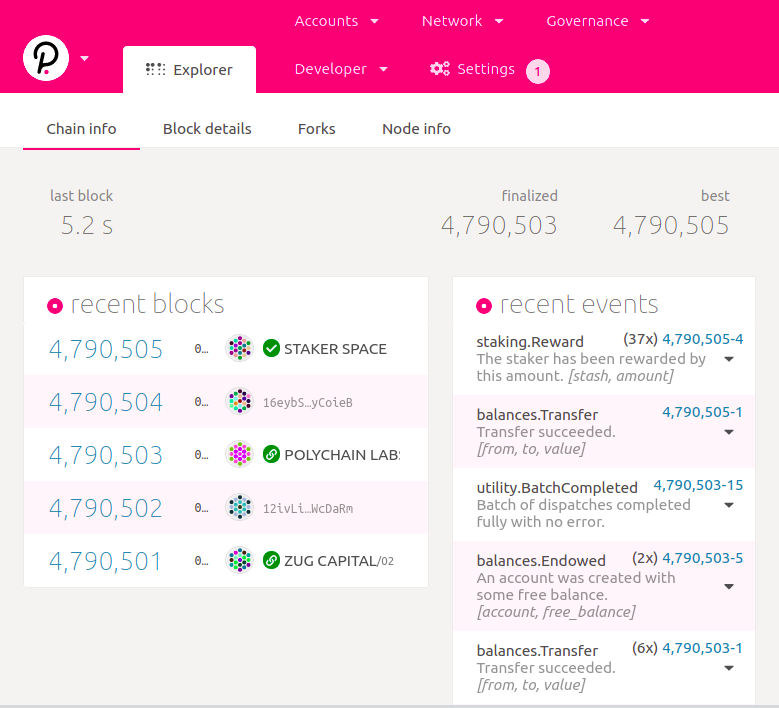 Accounts
Network
Governance
Explorer
Developer
Settings
1
Chain info
Block details
Forks
Node info
last block
5.2 s
finalized
4,790,503
best
4,790,505
recent blocks
4,790,505 0… STAKER SPACE
4,790,504 0… 16eybS…yCoieB
4,790,503 0… POLYCHAIN LABS
4,790,502 0… 12ivLi…WcDaRm
4,790,501 0… ZUG CAPITAL/02
recent events
staking.Reward (37x) 4,790,505-4
The staker has been rewarded by
this amount. [stash, amount]
balances.Transfer 4,790,505-1
Transfer succeeded.
[from, to, value]
utility.BatchCompleted 4,790,503-15
Batch of dispatches completed
fully with no error.
balances.Endowed (2x) 4,790,503-5
An account was created with
some free balance.
[account, free_balance]
balances.Transfer (6x) 4,790,503-1
Transfer succeeded.
[from, to, value]